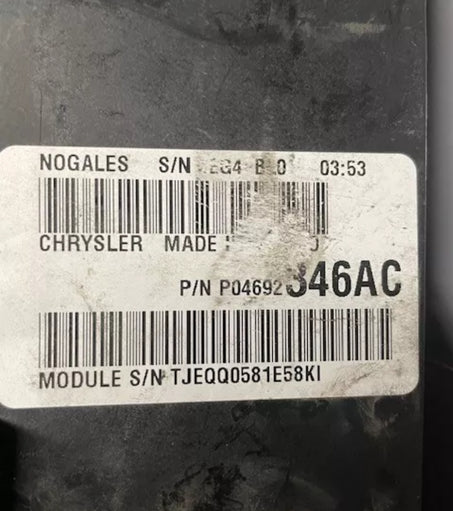 NOGALES S/N 03:53
CHRYSLER MADE
P/N P04692346AC
MODULE S/N TJEQQ0581E58KI